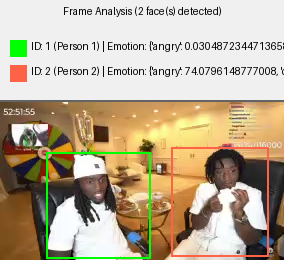 Frame Analysis (2 face(s) detected)
ID: 1 (Person 1) | Emotion: {'angry': 0.030487234471365
ID: 2 (Person 2) | Emotion: {'angry': 74.0796148777008, '
52:51:55